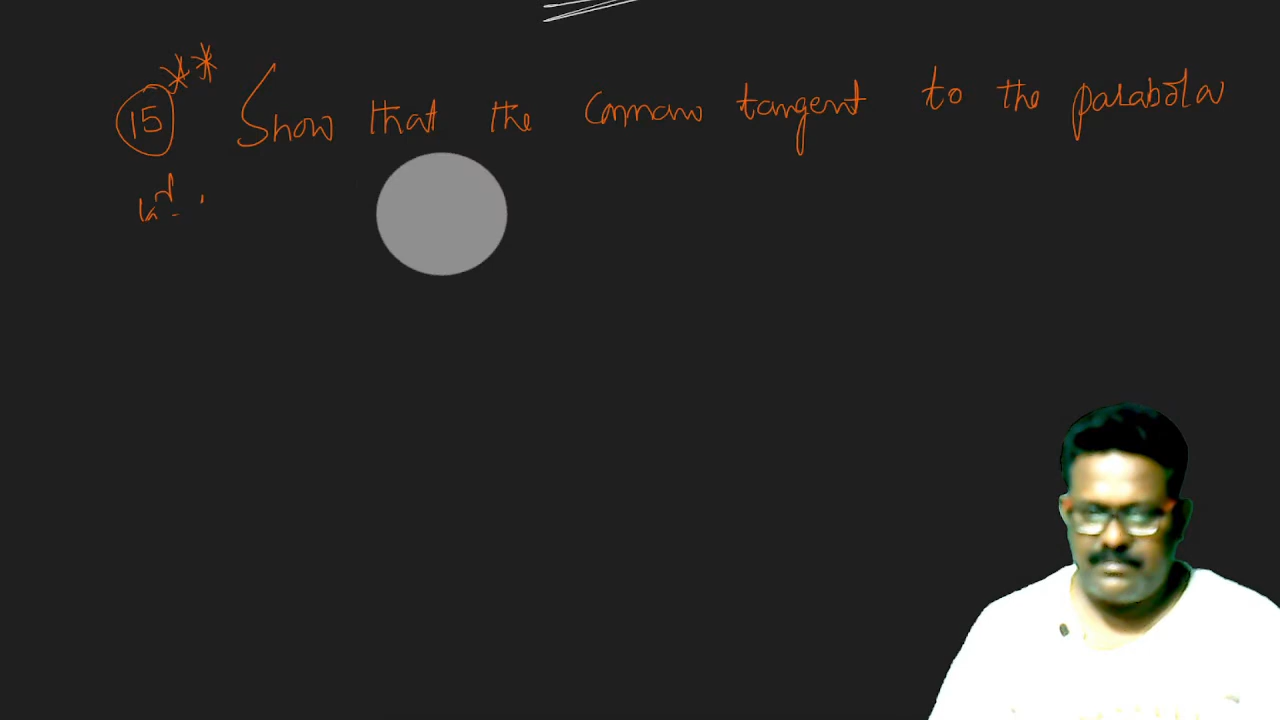 15 ** Show that the common tangent to the parabola